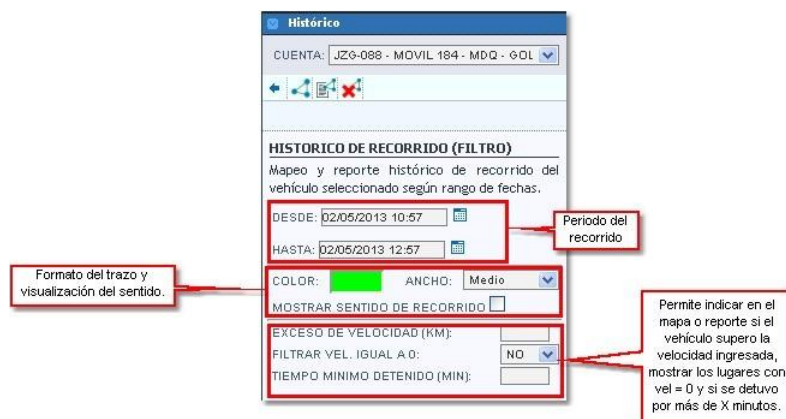 Histórico
CUENTA: JZG-088 - MOVIL 184 - MDQ - GOL
HISTORICO DE RECORRIDO (FILTRO)
Mapeo y reporte histórico de recorrido del
vehículo seleccionado según rango de fechas.
DESDE: 02/05/2013 10:57
HASTA: 02/05/2013 12:57
Periodo del
recorrido
Formato del trazo y
visualización del sentido.
COLOR: ANCHO: Medio
MOSTRAR SENTIDO DE RECORRIDO
EXCESO DE VELOCIDAD (KM):
FILTRAR VEL. IGUAL A 0: NO
TIEMPO MINIMO DETENIDO (MIN):
Permite indicar en el
mapa o reporte si el
vehículo supero la
velocidad ingresada,
mostrar los lugares con
vel = 0 y si se detuvo
por más de X minutos.